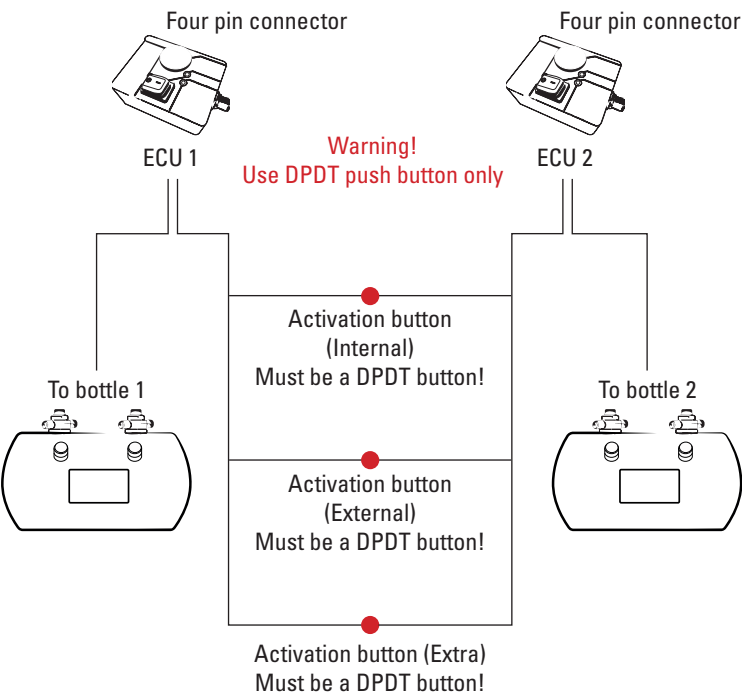 Four pin connector
Four pin connector
ECU 1
Warning!
Use DPDT push button only
ECU 2
Activation button
(Internal)
Must be a DPDT button!
To bottle 1
To bottle 2
Activation button
(External)
Must be a DPDT button!
Activation button (Extra)
Must be a DPDT button!